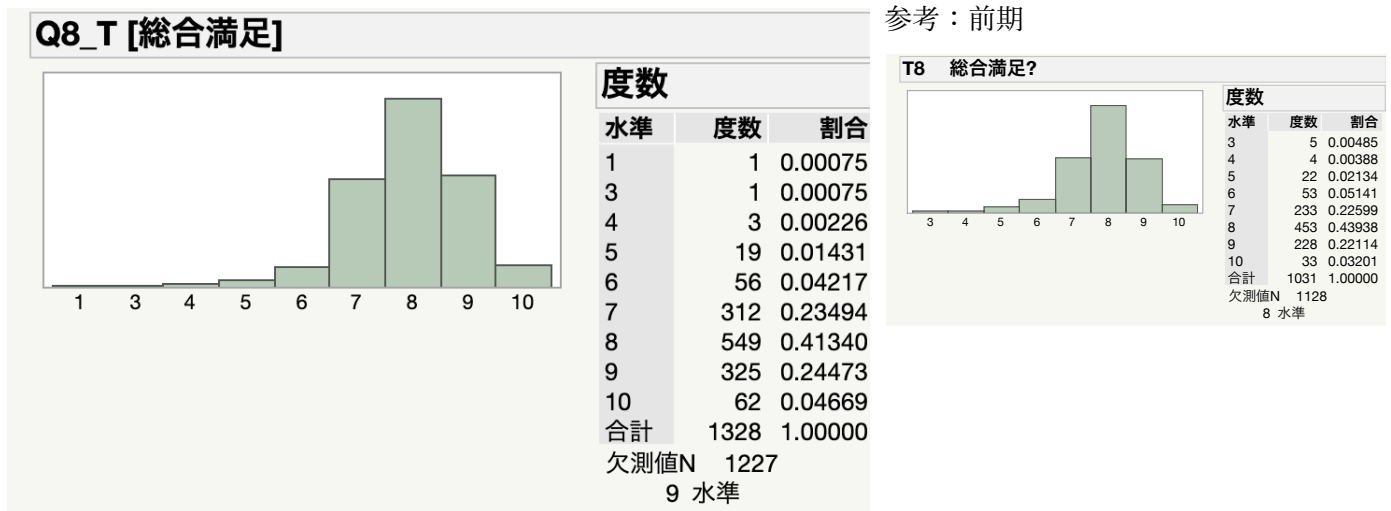 Q8_T [総合満足]
度数
水準 度数 割合
1 1 0.00075
3 1 0.00075
4 3 0.00226
5 19 0.01431
6 56 0.04217
7 312 0.23494
8 549 0.41340
9 325 0.24473
10 62 0.04669
合計 1328 1.00000
欠測値N 1227
9 水準
1 3 4 5 6 7 8 9 10
参考：前期
T8 総合満足?
度数
水準 度数 割合
3 5 0.00485
4 4 0.00388
5 22 0.02134
6 53 0.05141
7 233 0.22599
8 453 0.43938
9 228 0.22114
10 33 0.03201
合計 1031 1.00000
欠測値N 1128
8 水準
3 4 5 6 7 8 9 10